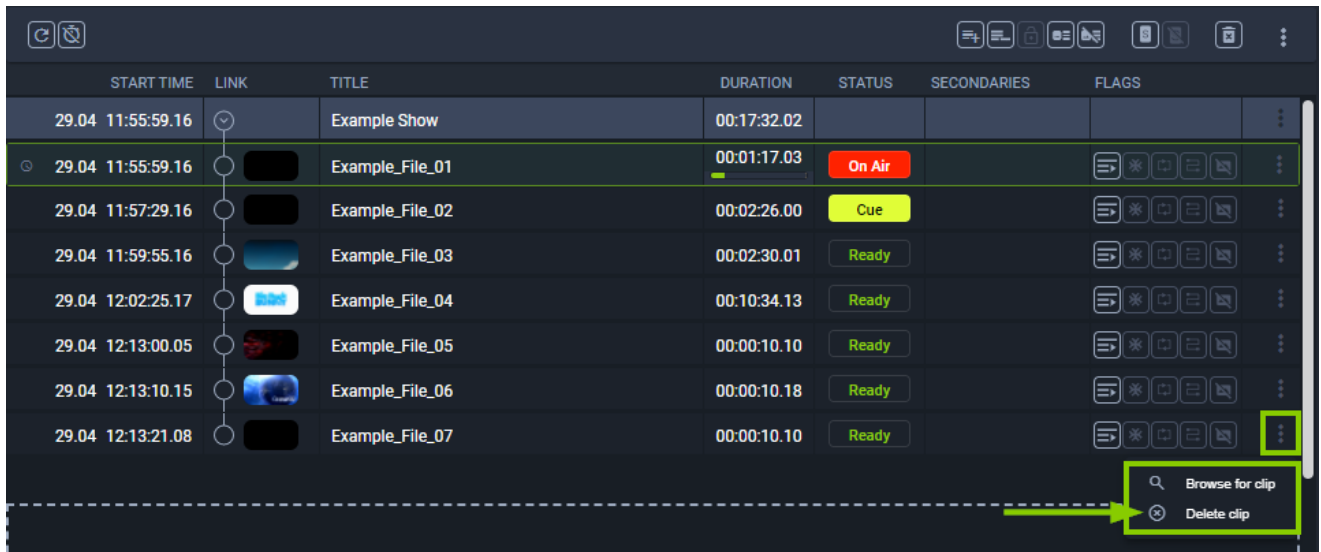 START TIME LINK TITLE DURATION STATUS SECONDARIES FLAGS
29.04 11:55:59.16 Example Show 00:17:32.02
29.04 11:55:59.16 Example_File_01 00:01:17.03 On Air
29.04 11:57:29.16 Example_File_02 00:02:26.00 Cue
29.04 11:59:55.16 Example_File_03 00:02:30.01 Ready
29.04 12:02:25.17 Example_File_04 00:10:34.13 Ready
29.04 12:13:00.05 Example_File_05 00:00:10.10 Ready
29.04 12:13:10.15 Example_File_06 00:00:10.18 Ready
29.04 12:13:21.08 Example_File_07 00:00:10.10 Ready
Browse for clip
Delete clip